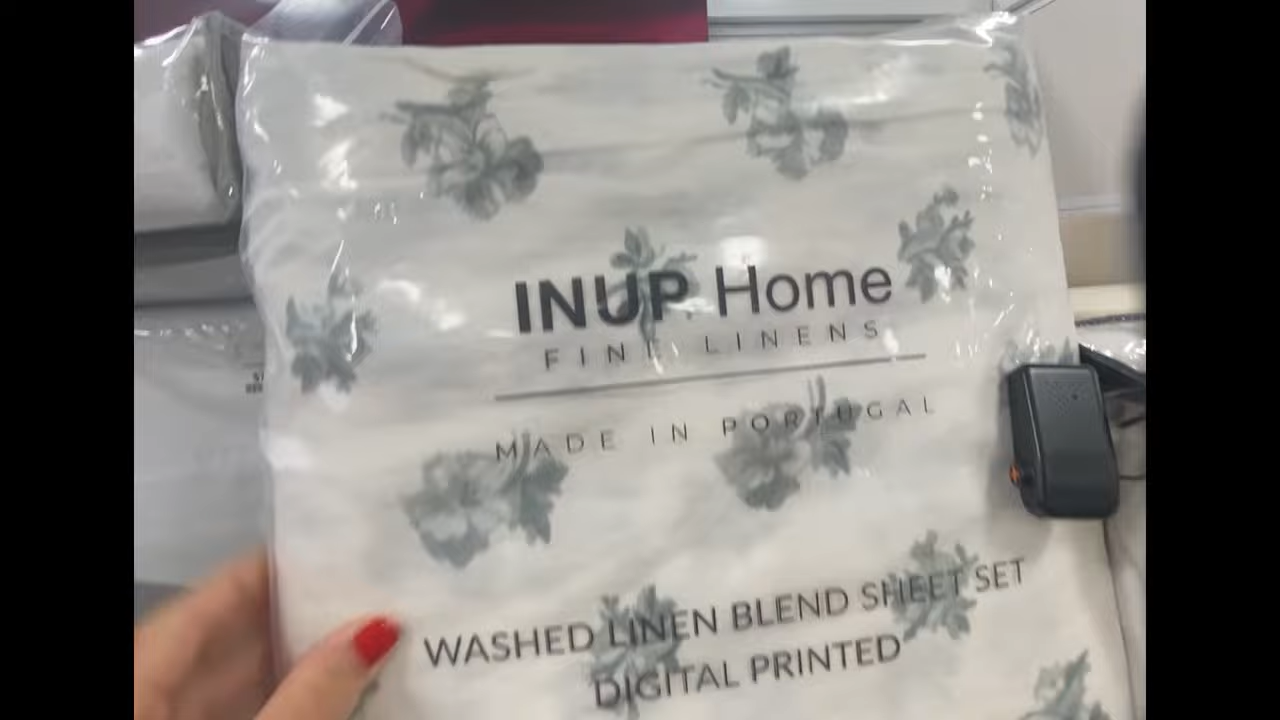 INUP Home
FINE LINENS
MADE IN PORTUGAL
WASHED LINEN BLEND SHEET SET
DIGITAL PRINTED